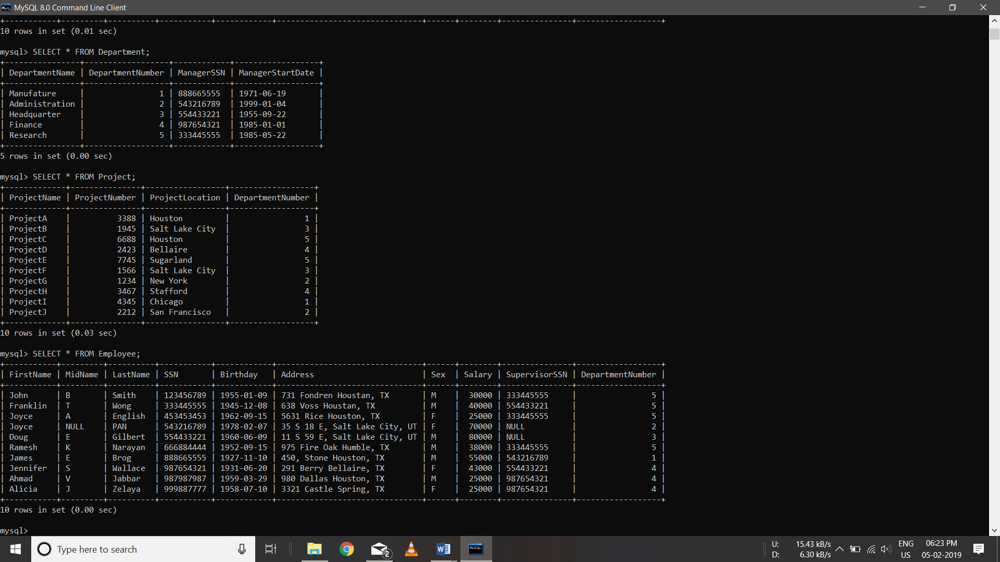 MySQL 8.0 Command Line Client
+-----------+---------+----------+-----------+------------+-------------------------------+------+--------+---------------+------------------+
10 rows in set (0.01 sec)
mysql> SELECT * FROM Department;
+----------------+------------------+------------+------------------+
| DepartmentName | DepartmentNumber | ManagerSSN | ManagerStartDate |
+----------------+------------------+------------+------------------+
| Manufature     |                1 | 888665555  | 1971-06-19       |
| Administration |                2 | 543216789  | 1999-01-04       |
| Headquarter    |                3 | 554433221  | 1955-09-22       |
| Finance        |                4 | 987654321  | 1985-01-01       |
| Research       |                5 | 333445555  | 1985-05-22       |
+----------------+------------------+------------+------------------+
5 rows in set (0.00 sec)
mysql> SELECT * FROM Project;
+-------------+---------------+-----------------+------------------+
| ProjectName | ProjectNumber | ProjectLocation | DepartmentNumber |
+-------------+---------------+-----------------+------------------+
| ProjectA    |          3388 | Houston         |                1 |
| ProjectB    |          1945 | Salt Lake City  |                3 |
| ProjectC    |          6688 | Houston         |                5 |
| ProjectD    |          2423 | Bellaire        |                4 |
| ProjectE    |          7745 | Sugarland       |                5 |
| ProjectF    |          1566 | Salt Lake City  |                3 |
| ProjectG    |          1234 | New York        |                2 |
| ProjectH    |          3467 | Stafford        |                4 |
| ProjectI    |          4345 | Chicago         |                1 |
| ProjectJ    |          2212 | San Francisco   |                2 |
+-------------+---------------+-----------------+------------------+
10 rows in set (0.03 sec)
mysql> SELECT * FROM Employee;
+-----------+---------+----------+-----------+------------+-------------------------------+------+--------+---------------+------------------+
| FirstName | MidName | LastName | SSN       | Birthday   | Address                       | Sex  | Salary | SupervisorSSN | DepartmentNumber |
+-----------+---------+----------+-----------+------------+-------------------------------+------+--------+---------------+------------------+
| John      | B       | Smith    | 123456789 | 1955-01-09 | 731 Fondren Houstan, TX       | M    |  30000 | 333445555     |                5 |
| Franklin  | T       | Wong     | 333445555 | 1945-12-08 | 638 Voss Houstan, TX          | M    |  40000 | 554433221     |                5 |
| Joyce     | A       | English  | 453453453 | 1962-09-15 | 5631 Rice Houston, TX         | F    |  25000 | 333445555     |                5 |
| Joyce     | NULL    | PAN      | 543216789 | 1978-02-07 | 35 S 18 E, Salt Lake City, UT | F    |  70000 | NULL          |                2 |
| Doug      | E       | Gilbert  | 554433221 | 1960-06-09 | 11 S 59 E, Salt Lake City, UT | M    |  80000 | NULL          |                3 |
| Ramesh    | K       | Narayan  | 666884444 | 1952-09-15 | 975 Fire Oak Humble, TX       | M    |  38000 | 333445555     |                5 |
| James     | E       | Brog     | 888665555 | 1927-11-10 | 450, Stone Houston, TX        | M    |  55000 | 543216789     |                1 |
| Jennifer  | S       | Wallace  | 987654321 | 1931-06-20 | 291 Berry Bellaire, TX        | F    |  43000 | 554433221     |                4 |
| Ahmad     | V       | Jabbar   | 987987987 | 1959-03-29 | 980 Dallas Houston, TX        | M    |  25000 | 987654321     |                4 |
| Alicia    | J       | Zelaya   | 999887777 | 1958-07-10 | 3321 Castle Spring, TX        | F    |  25000 | 987654321     |                4 |
+-----------+---------+----------+-----------+------------+-------------------------------+------+--------+---------------+------------------+
10 rows in set (0.00 sec)
mysql>
Type here to search
2
MySQL
U: 15.43 kB/s
D: 6.30 kB/s
ENG
US
06:23 PM
05-02-2019